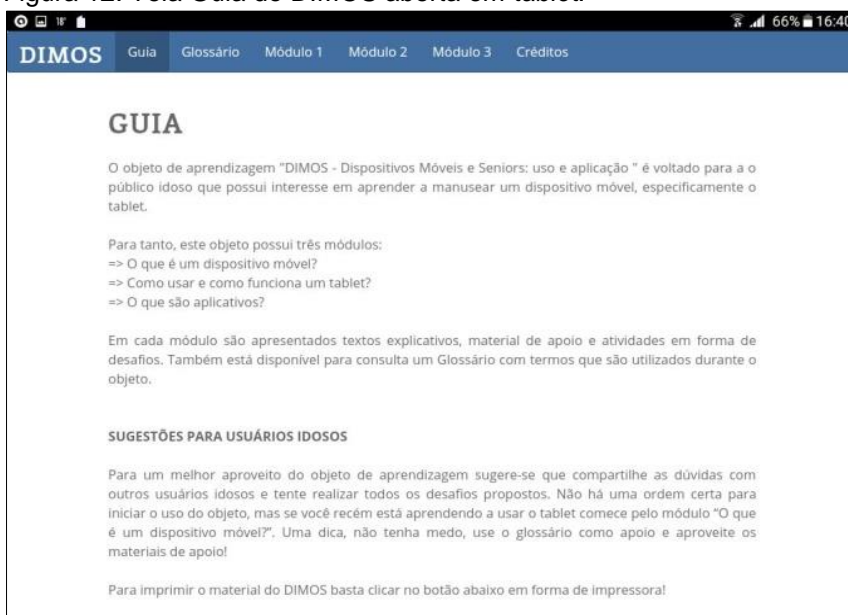 Figura 12: Tela Guia do DIMOS aberta em tablet.
18° 66% 16:40
DIMOS Guia Glossário Módulo 1 Módulo 2 Módulo 3 Créditos
GUIA
O objeto de aprendizagem "DIMOS - Dispositivos Móveis e Seniors: uso e aplicação " é voltado para a o
público idoso que possui interesse em aprender a manusear um dispositivo móvel, especificamente o
tablet.
Para tanto, este objeto possui três módulos:
=> O que é um dispositivo móvel?
=> Como usar e como funciona um tablet?
=> O que são aplicativos?
Em cada módulo são apresentados textos explicativos, material de apoio e atividades em forma de
desafios. Também está disponível para consulta um Glossário com termos que são utilizados durante o
objeto.
SUGESTÕES PARA USUÁRIOS IDOSOS
Para um melhor aproveito do objeto de aprendizagem sugere-se que compartilhe as dúvidas com
outros usuários idosos e tente realizar todos os desafios propostos. Não há uma ordem certa para
iniciar o uso do objeto, mas se você recém está aprendendo a usar o tablet comece pelo módulo "O que
é um dispositivo móvel?". Uma dica, não tenha medo, use o glossário como apoio e aproveite os
materiais de apoio!
Para imprimir o material do DIMOS basta clicar no botão abaixo em forma de impressora!